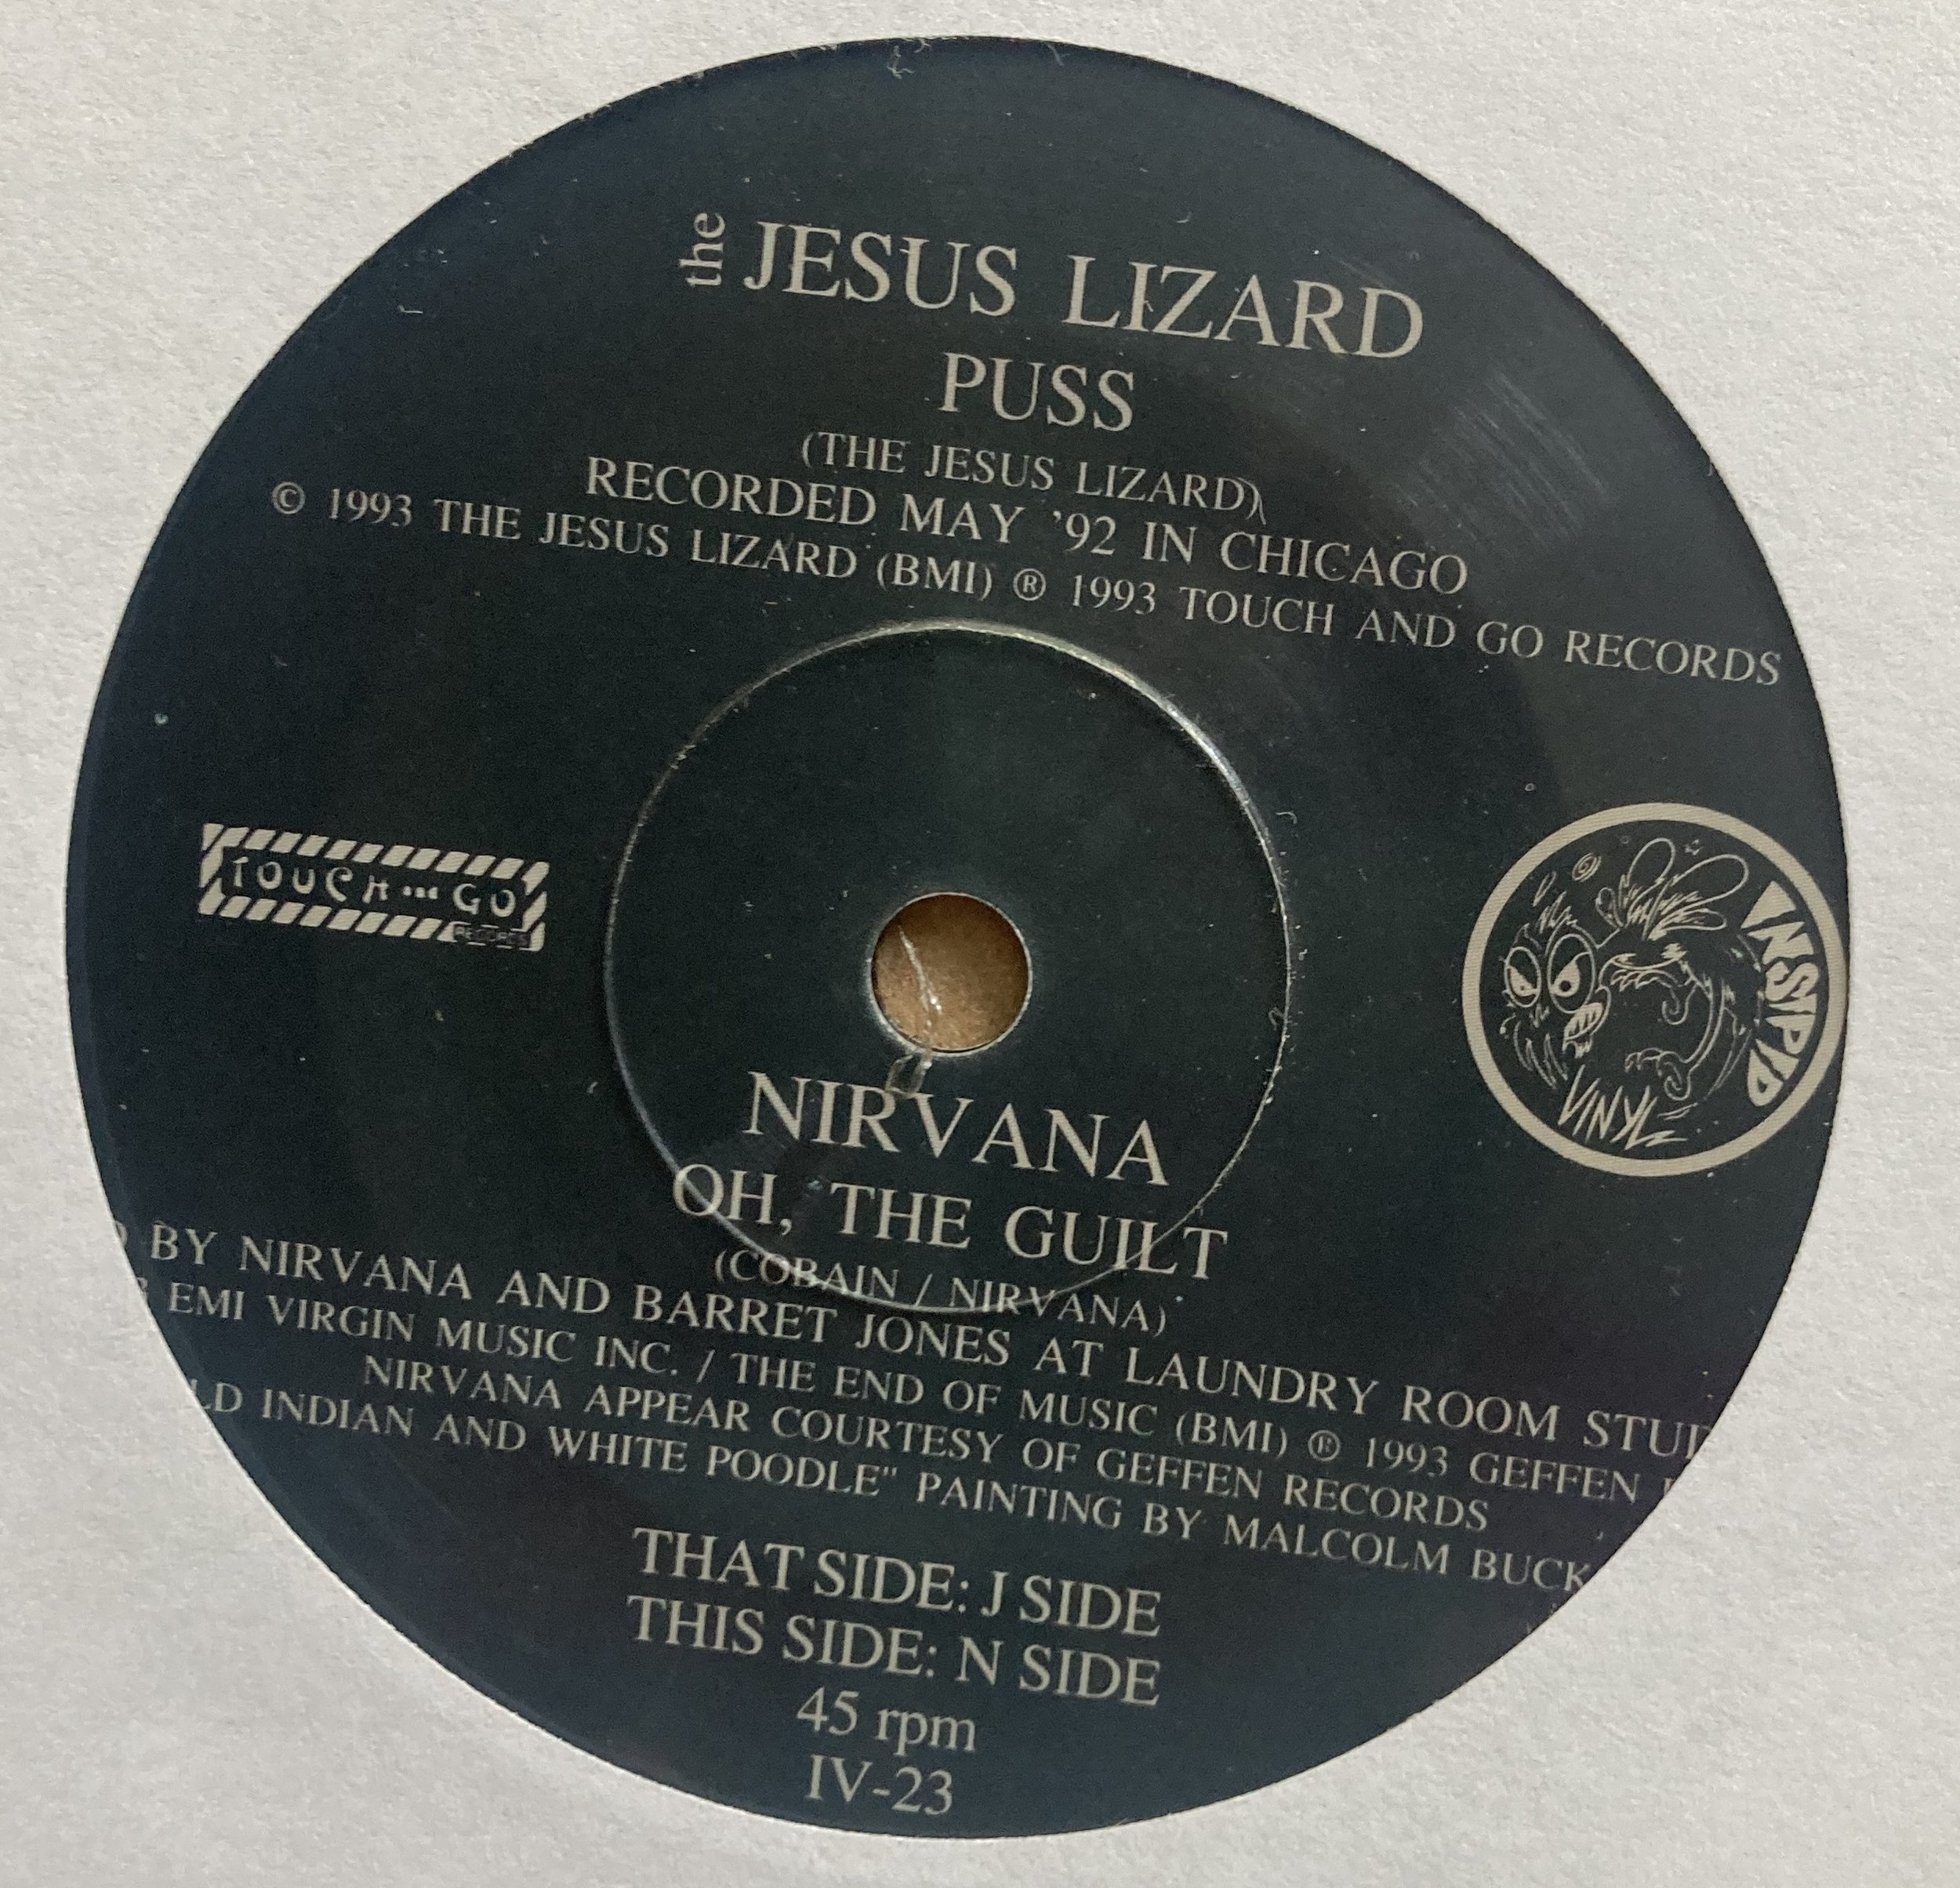 the JESUS LIZARD
PUSS
(THE JESUS LIZARD)
RECORDED MAY '92 IN CHICAGO
© 1993 THE JESUS LIZARD (BMI) ® 1993 TOUCH AND GO RECORDS
TOUCH AND GO
RECORDS
INSIPID
VINYL
NIRVANA
OH, THE GUILT
(COBAIN / NIRVANA)
BY NIRVANA AND BARRET JONES AT LAUNDRY ROOM STUD
EMI VIRGIN MUSIC INC. / THE END OF MUSIC (BMI) ® 1993 GEFFEN
NIRVANA APPEAR COURTESY OF GEFFEN RECORDS
LD INDIAN AND WHITE POODLE" PAINTING BY MALCOLM BUCK
THAT SIDE: J SIDE
THIS SIDE: N SIDE
45 rpm
IV-23